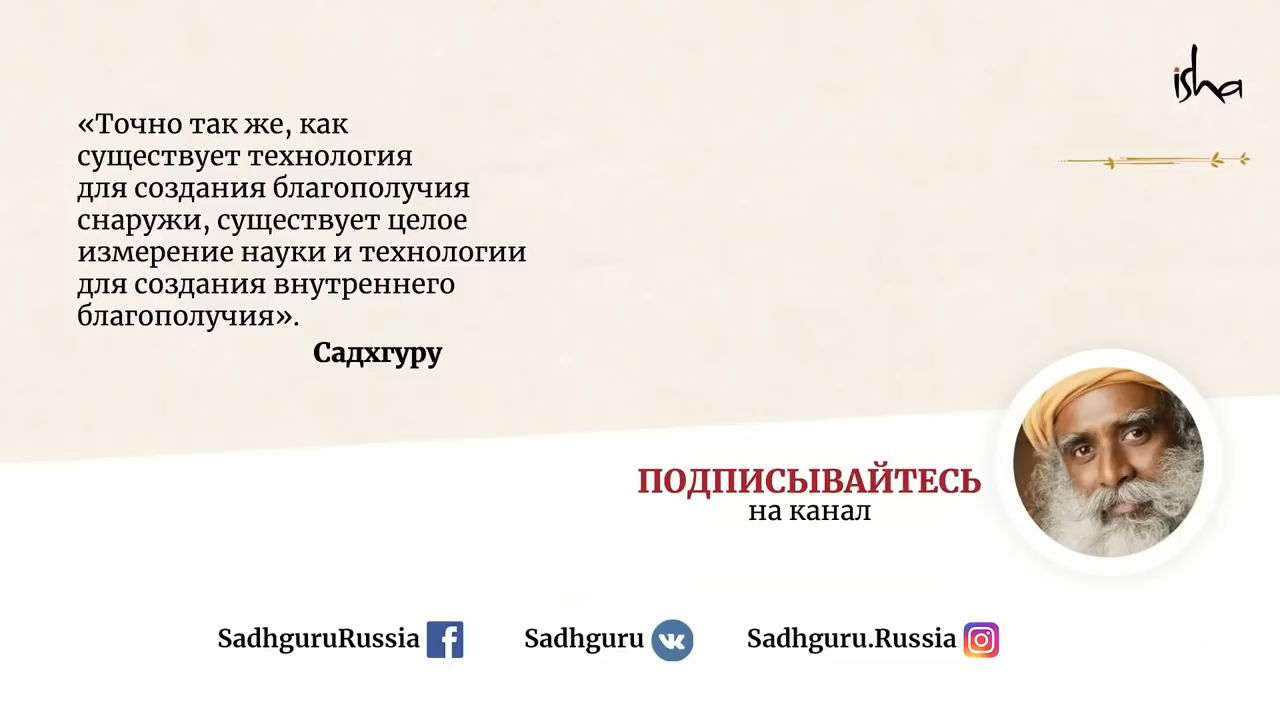 isha
«Точно так же, как
существует технология
для создания благополучия
снаружи, существует целое
измерение науки и технологии
для создания внутреннего
благополучия».
Садхгуру
ПОДПИСЫВАЙТЕСЬ
на канал
SadhguruRussia
Sadhguru
Sadhguru.Russia